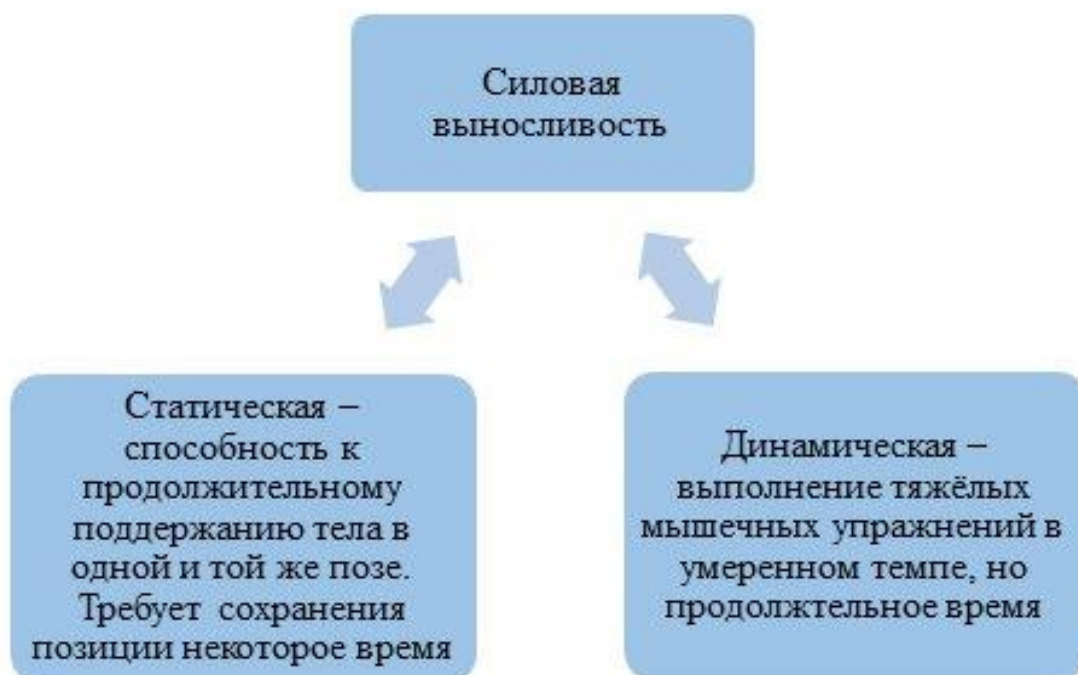 Силовая
выносливость
Статическая –
способность к
продолжительному
поддержанию тела в
одной и той же позе.
Требует сохранения
позиции некоторое время
Динамическая –
выполнение тяжёлых
мышечных упражнений в
умеренном темпе, но
продолжтельное время